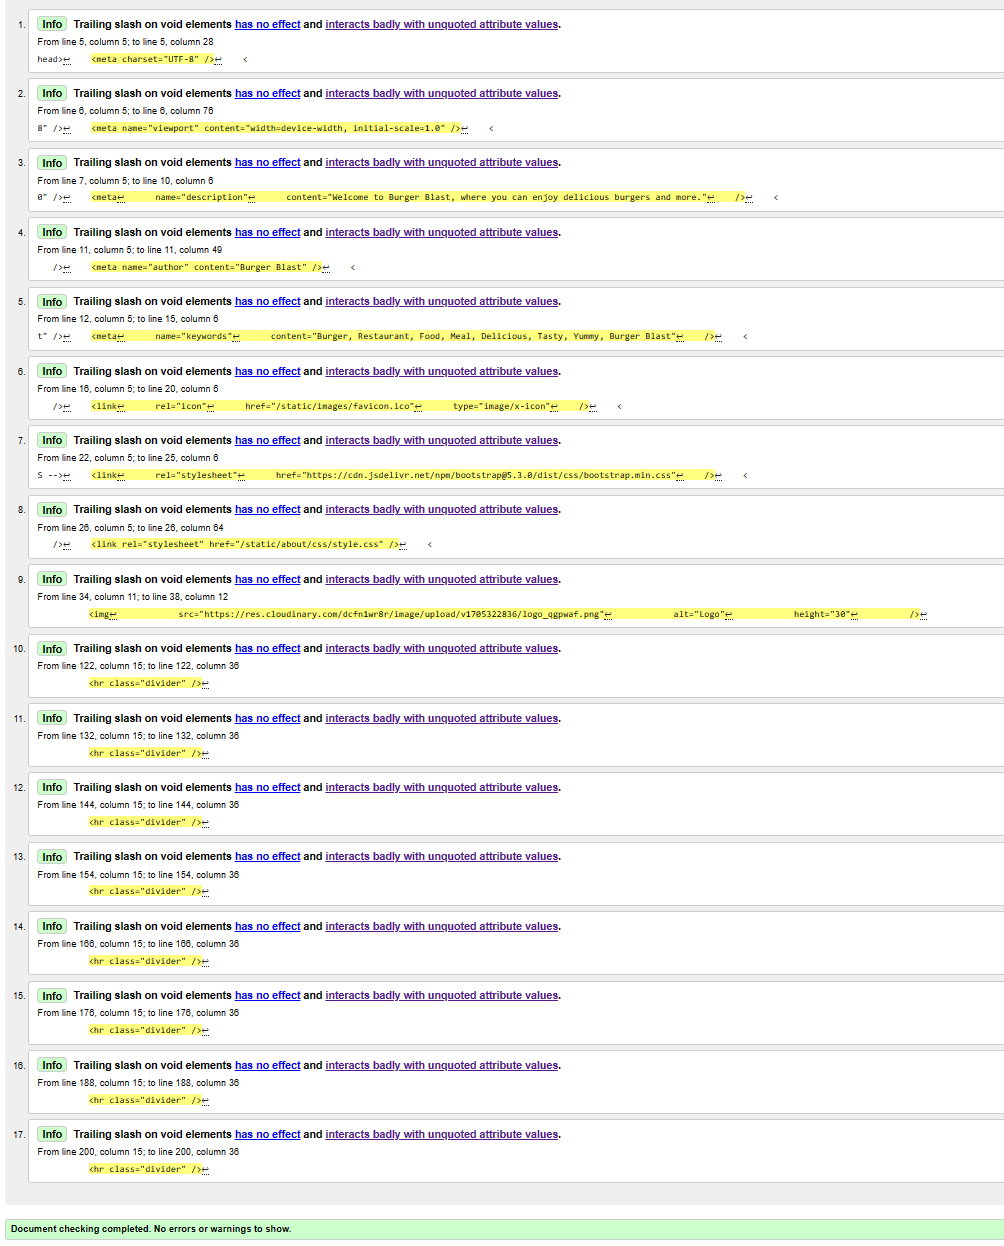 1. Info Trailing slash on void elements has no effect and interacts badly with unquoted attribute values.
From line 5, column 5; to line 5, column 28
head>↩    <meta charset="UTF-8" />↩    <
2. Info Trailing slash on void elements has no effect and interacts badly with unquoted attribute values.
From line 6, column 5; to line 6, column 76
8" />↩    <meta name="viewport" content="width=device-width, initial-scale=1.0" />↩    <
3. Info Trailing slash on void elements has no effect and interacts badly with unquoted attribute values.
From line 7, column 5; to line 10, column 6
0" />↩    <meta↩      name="description"↩      content="Welcome to Burger Blast, where you can enjoy delicious burgers and more."↩    />↩    <
4. Info Trailing slash on void elements has no effect and interacts badly with unquoted attribute values.
From line 11, column 5; to line 11, column 49
/>↩    <meta name="author" content="Burger Blast" />↩    <
5. Info Trailing slash on void elements has no effect and interacts badly with unquoted attribute values.
From line 12, column 5; to line 15, column 6
t" />↩    <meta↩      name="keywords"↩      content="Burger, Restaurant, Food, Meal, Delicious, Tasty, Yummy, Burger Blast"↩    />↩    <
6. Info Trailing slash on void elements has no effect and interacts badly with unquoted attribute values.
From line 16, column 5; to line 20, column 6
/>↩    <link↩      rel="icon"↩      href="/static/images/favicon.ico"↩      type="image/x-icon"↩    />↩    <
7. Info Trailing slash on void elements has no effect and interacts badly with unquoted attribute values.
From line 22, column 5; to line 25, column 6
S -->↩    <link↩      rel="stylesheet"↩      href="https://cdn.jsdelivr.net/npm/bootstrap@5.3.0/dist/css/bootstrap.min.css"↩    />↩    <
8. Info Trailing slash on void elements has no effect and interacts badly with unquoted attribute values.
From line 26, column 5; to line 26, column 64
/>↩    <link rel="stylesheet" href="/static/about/css/style.css" />↩    <
9. Info Trailing slash on void elements has no effect and interacts badly with unquoted attribute values.
From line 34, column 11; to line 38, column 12
<img↩            src="https://res.cloudinary.com/dcfn1wr8r/image/upload/v1705322836/logo_qgpwaf.png"↩            alt="Logo"↩            height="30"↩          />↩
10. Info Trailing slash on void elements has no effect and interacts badly with unquoted attribute values.
From line 122, column 15; to line 122, column 36
<hr class="divider" />↩
11. Info Trailing slash on void elements has no effect and interacts badly with unquoted attribute values.
From line 132, column 15; to line 132, column 36
<hr class="divider" />↩
12. Info Trailing slash on void elements has no effect and interacts badly with unquoted attribute values.
From line 144, column 15; to line 144, column 36
<hr class="divider" />↩
13. Info Trailing slash on void elements has no effect and interacts badly with unquoted attribute values.
From line 154, column 15; to line 154, column 36
<hr class="divider" />↩
14. Info Trailing slash on void elements has no effect and interacts badly with unquoted attribute values.
From line 166, column 15; to line 166, column 36
<hr class="divider" />↩
15. Info Trailing slash on void elements has no effect and interacts badly with unquoted attribute values.
From line 176, column 15; to line 176, column 36
<hr class="divider" />↩
16. Info Trailing slash on void elements has no effect and interacts badly with unquoted attribute values.
From line 188, column 15; to line 188, column 36
<hr class="divider" />↩
17. Info Trailing slash on void elements has no effect and interacts badly with unquoted attribute values.
From line 200, column 15; to line 200, column 36
<hr class="divider" />↩
Document checking completed. No errors or warnings to show.